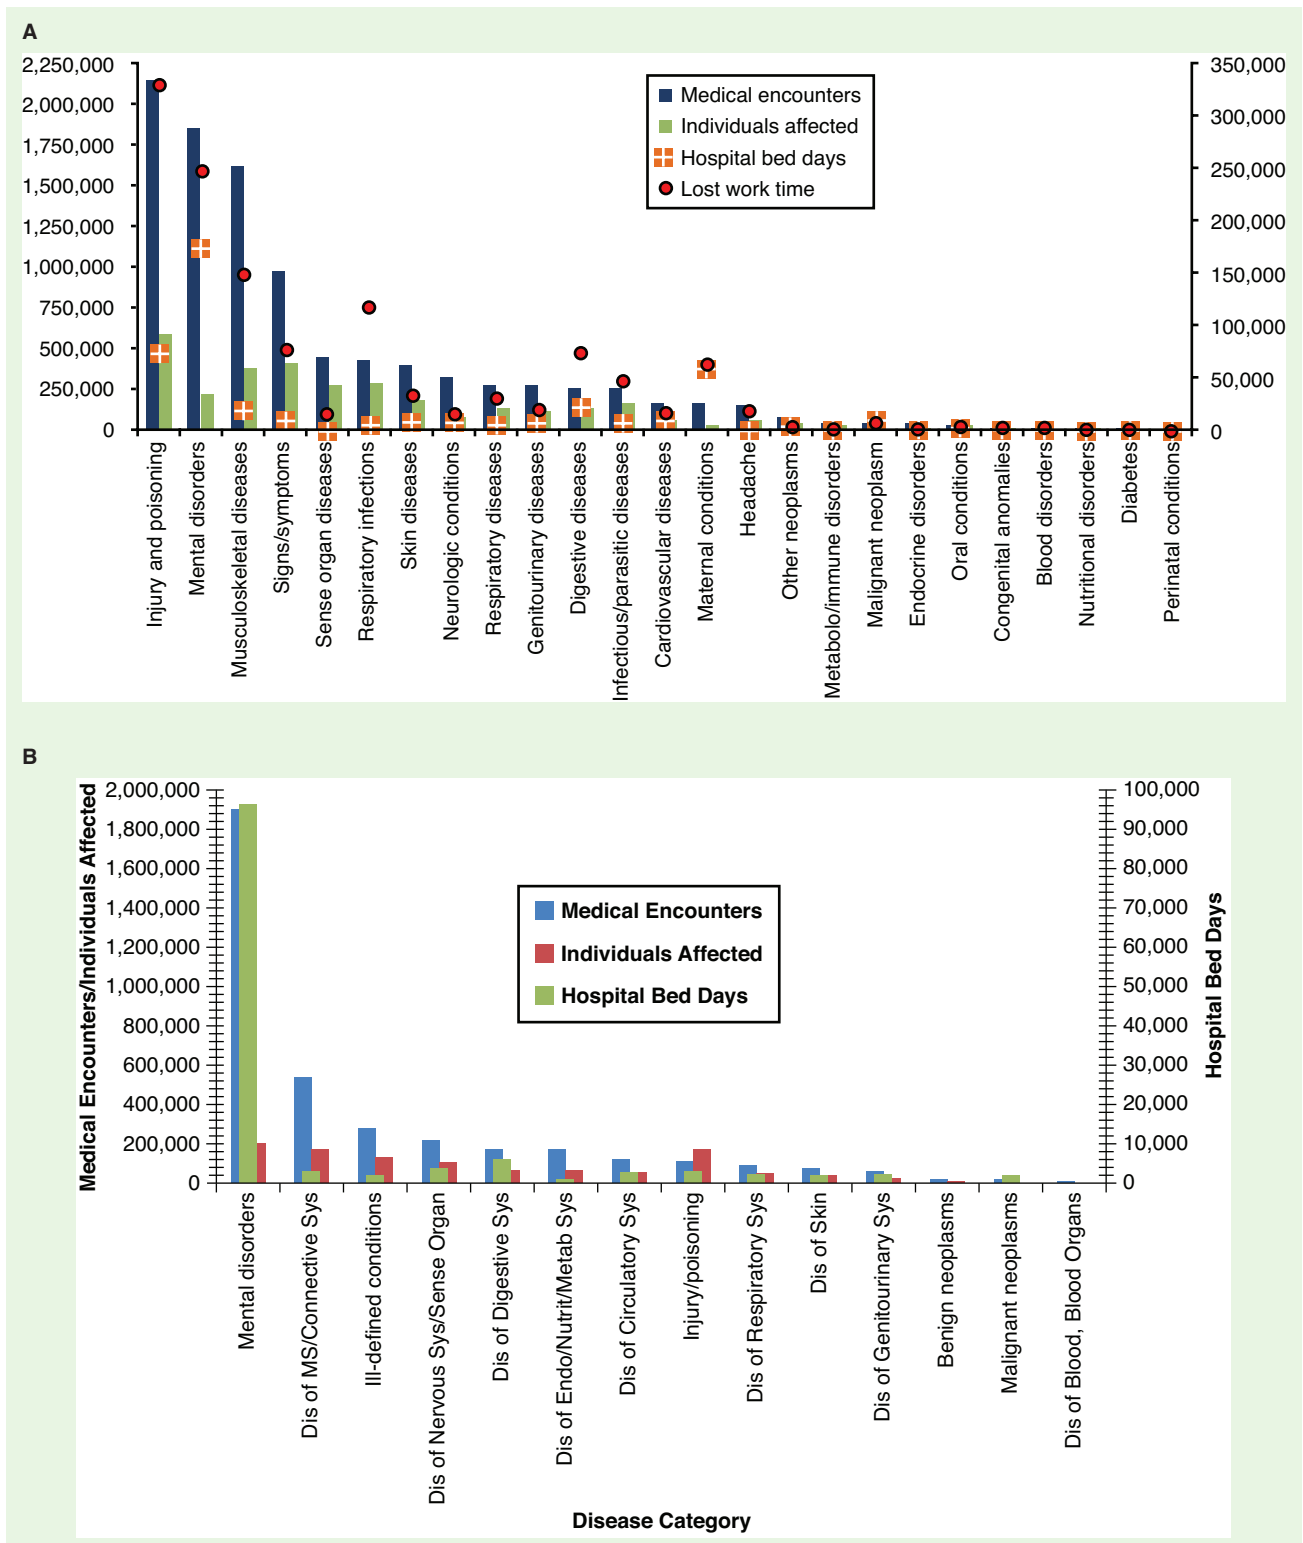 A
2,250,000
2,000,000
1,750,000
1,500,000
1,250,000
1,000,000
750,000
500,000
250,000
0
350,000
300,000
250,000
200,000
150,000
100,000
50,000
0
Medical encounters
Individuals affected
Hospital bed days
Lost work time
Injury and poisoning
Mental disorders
Musculoskeletal diseases
Signs/symptoms
Sense organ diseases
Respiratory infections
Skin diseases
Neurologic conditions
Respiratory diseases
Genitourinary diseases
Digestive diseases
Infectious/parasitic diseases
Cardiovascular diseases
Maternal conditions
Headache
Other neoplasms
Metabolo/immune disorders
Malignant neoplasm
Endocrine disorders
Oral conditions
Congenital anomalies
Blood disorders
Nutritional disorders
Diabetes
Perinatal conditions
B
Medical Encounters/Individuals Affected
2,000,000
1,800,000
1,600,000
1,400,000
1,200,000
1,000,000
800,000
600,000
400,000
200,000
0
100,000
90,000
80,000
70,000
60,000
50,000
40,000
30,000
20,000
10,000
0
Hospital Bed Days
Medical Encounters
Individuals Affected
Hospital Bed Days
Mental disorders
Dis of MS/Connective Sys
Ill-defined conditions
Dis of Nervous Sys/Sense Organ
Dis of Digestive Sys
Dis of Endo/Nutrit/Metab Sys
Dis of Circulatory Sys
Injury/poisoning
Dis of Respiratory Sys
Dis of Skin
Dis of Genitourinary Sys
Benign neoplasms
Malignant neoplasms
Dis of Blood, Blood Organs
Disease Category